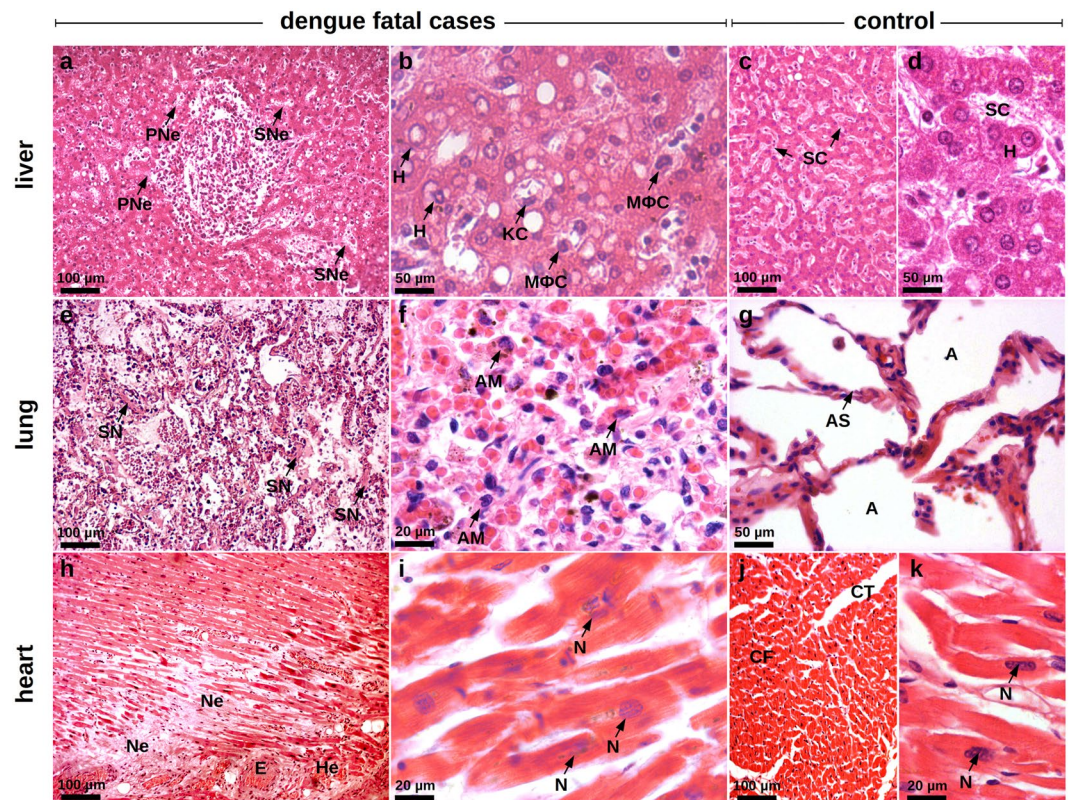 dengue fatal cases
control
liver
a
PNe
SNe
PNe
SNe
100 µm
b
H
H
KC
MΦC
MΦC
50 µm
c
SC
100 µm
d
SC
H
50 µm
lung
e
SN
SN
SN
100 µm
f
AM
AM
AM
20 µm
g
A
AS
A
50 µm
heart
h
Ne
Ne
E
He
100 µm
i
N
N
N
20 µm
j
CT
CF
100 µm
k
N
N
20 µm